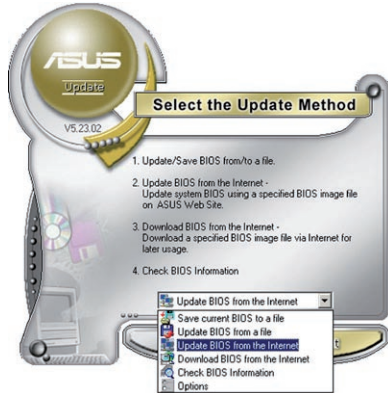 ASUS
Update
V5.23.02
Select the Update Method
1. Update/Save BIOS from/to a file.
2. Update BIOS from the Internet -
Update system BIOS using a specified BIOS image file
on ASUS Web Site.
3. Download BIOS from the Internet -
Download a specified BIOS image file via Internet for
later usage.
4. Check BIOS Information
Update BIOS from the Internet
Save current BIOS to a file
Update BIOS from a file
Update BIOS from the Internet
Download BIOS from the Internet
Check BIOS Information
Options